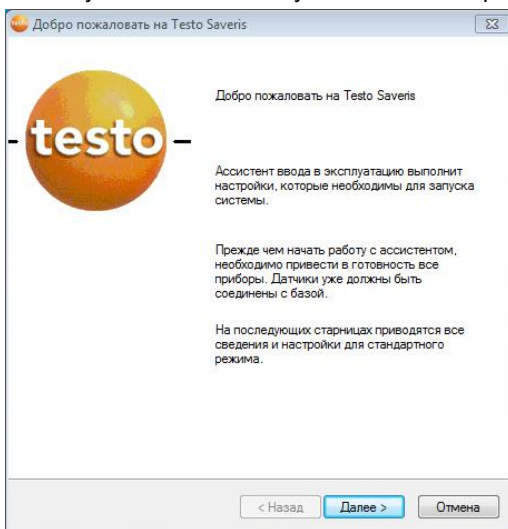 Добро пожаловать на Testo Saveris
Добро пожаловать на Testo Saveris
testo
Ассистент ввода в эксплуатацию выполнит
настройки, которые необходимы для запуска
системы.
Прежде чем начать работу с ассистентом,
необходимо привести в готовность все
приборы. Датчики уже должны быть
соединены с базой.
На последующих старницах приводятся все
сведения и настройки для стандартного
режима.
< Назад Далее > Отмена